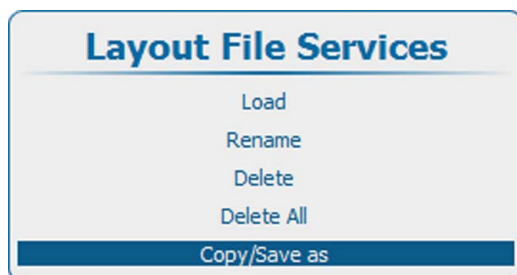 Layout File Services
Load
Rename
Delete
Delete All
Copy/Save as